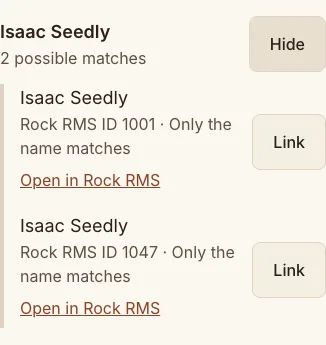 Isaac Seedly
Hide
2 possible matches
Isaac Seedly
Rock RMS ID 1001 · Only the
name matches
Link
Open in Rock RMS
Isaac Seedly
Rock RMS ID 1047 · Only the
name matches
Link
Open in Rock RMS